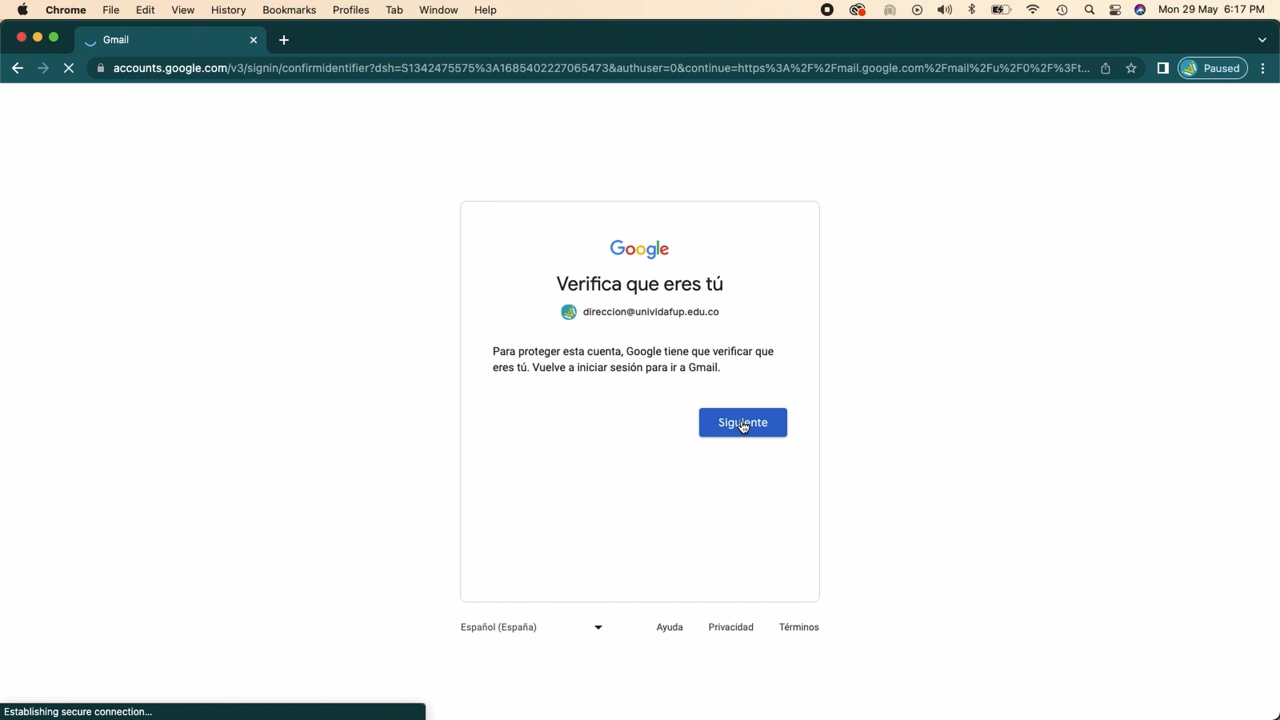 Chrome File Edit View History Bookmarks Profiles Tab Window Help Mon 29 May 6:17 PM
Gmail
accounts.google.com/v3/signin/confirmidentifier?dsh=S1342475575%3A1685402227065473&authuser=0&continue=https%3A%2F%2Fmail.google.com%2Fmail%2Fu%2F0%2F%3Ft... Paused
Google
Verifica que eres tú
direccion@unividafup.edu.co
Para proteger esta cuenta, Google tiene que verificar que
eres tú. Vuelve a iniciar sesión para ir a Gmail.
Siguiente
Español (España) Ayuda Privacidad Términos
Establishing secure connection...